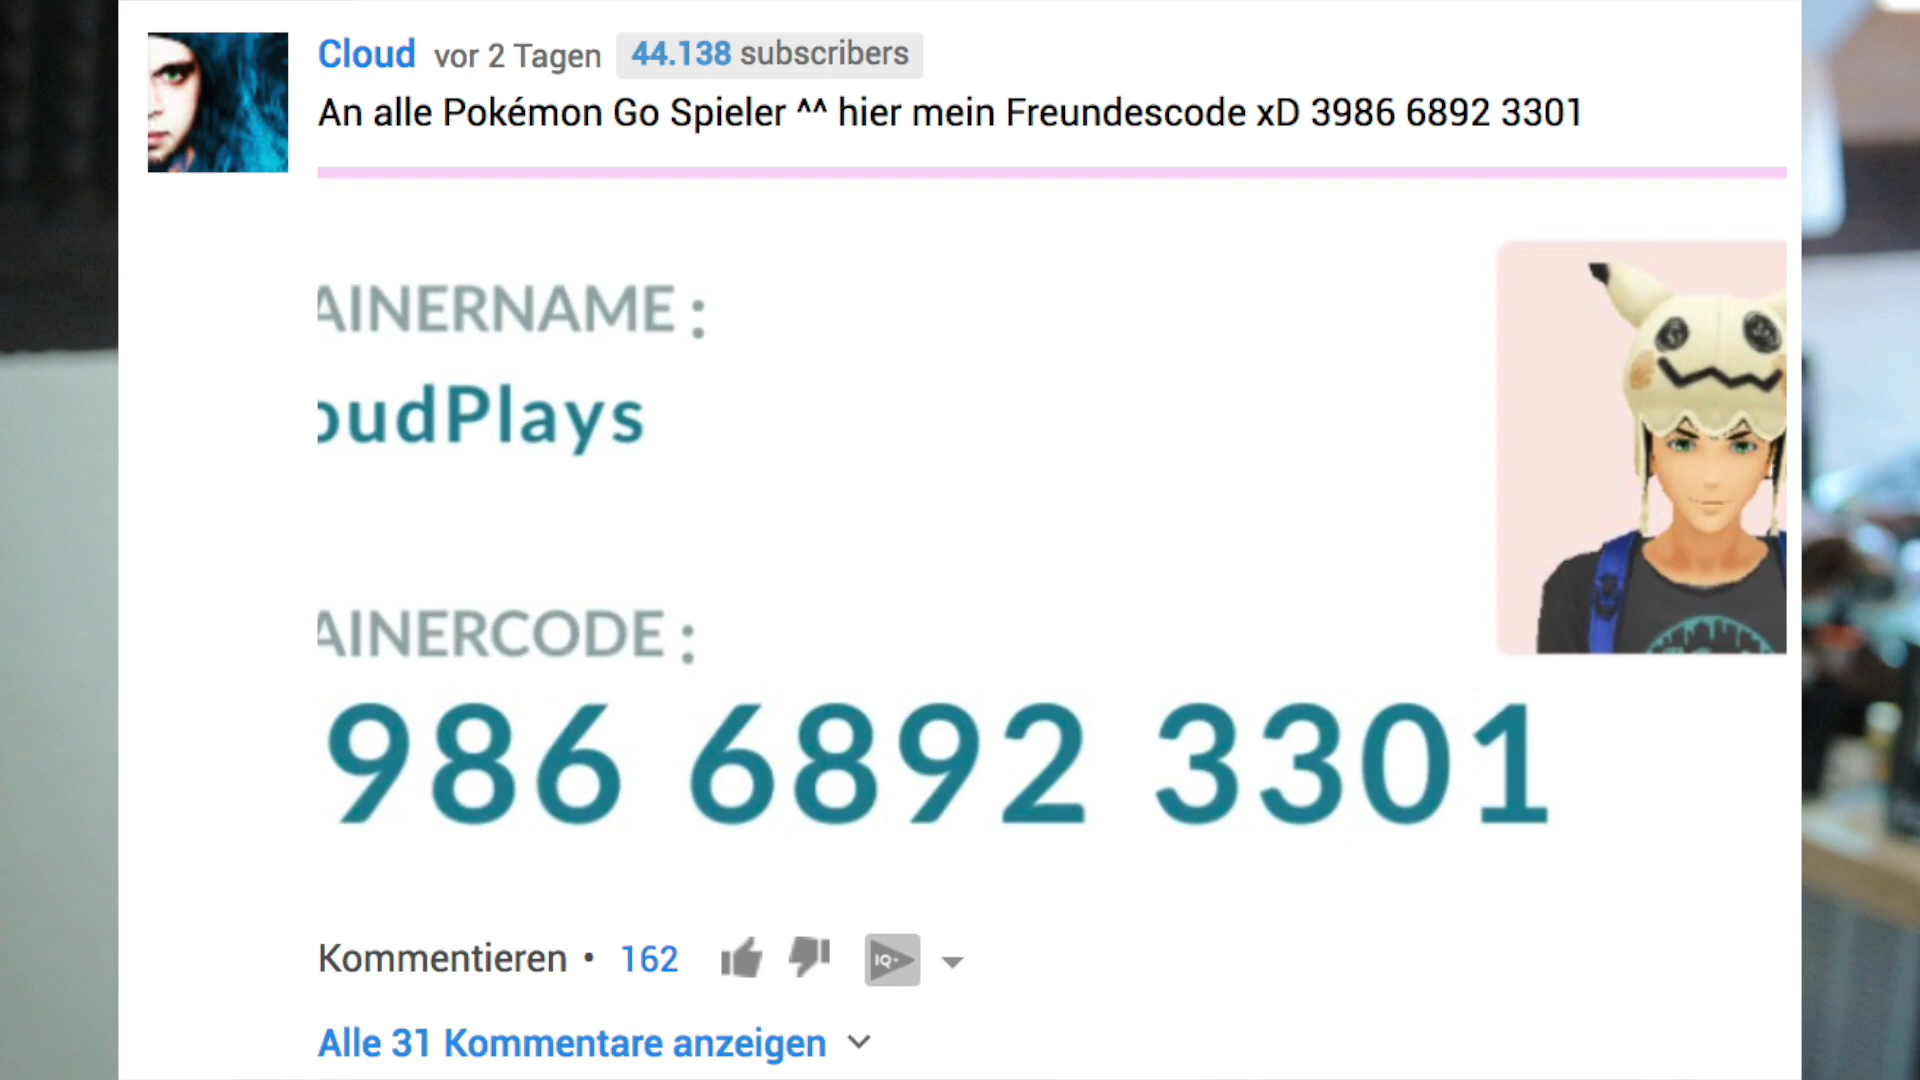 Cloud vor 2 Tagen 44.138 subscribers
An alle Pokémon Go Spieler ^^ hier mein Freundescode xD 3986 6892 3301
AINERNAME :
oudPlays
AINERCODE :
986 6892 3301
Kommentieren • 162 IQ
Alle 31 Kommentare anzeigen